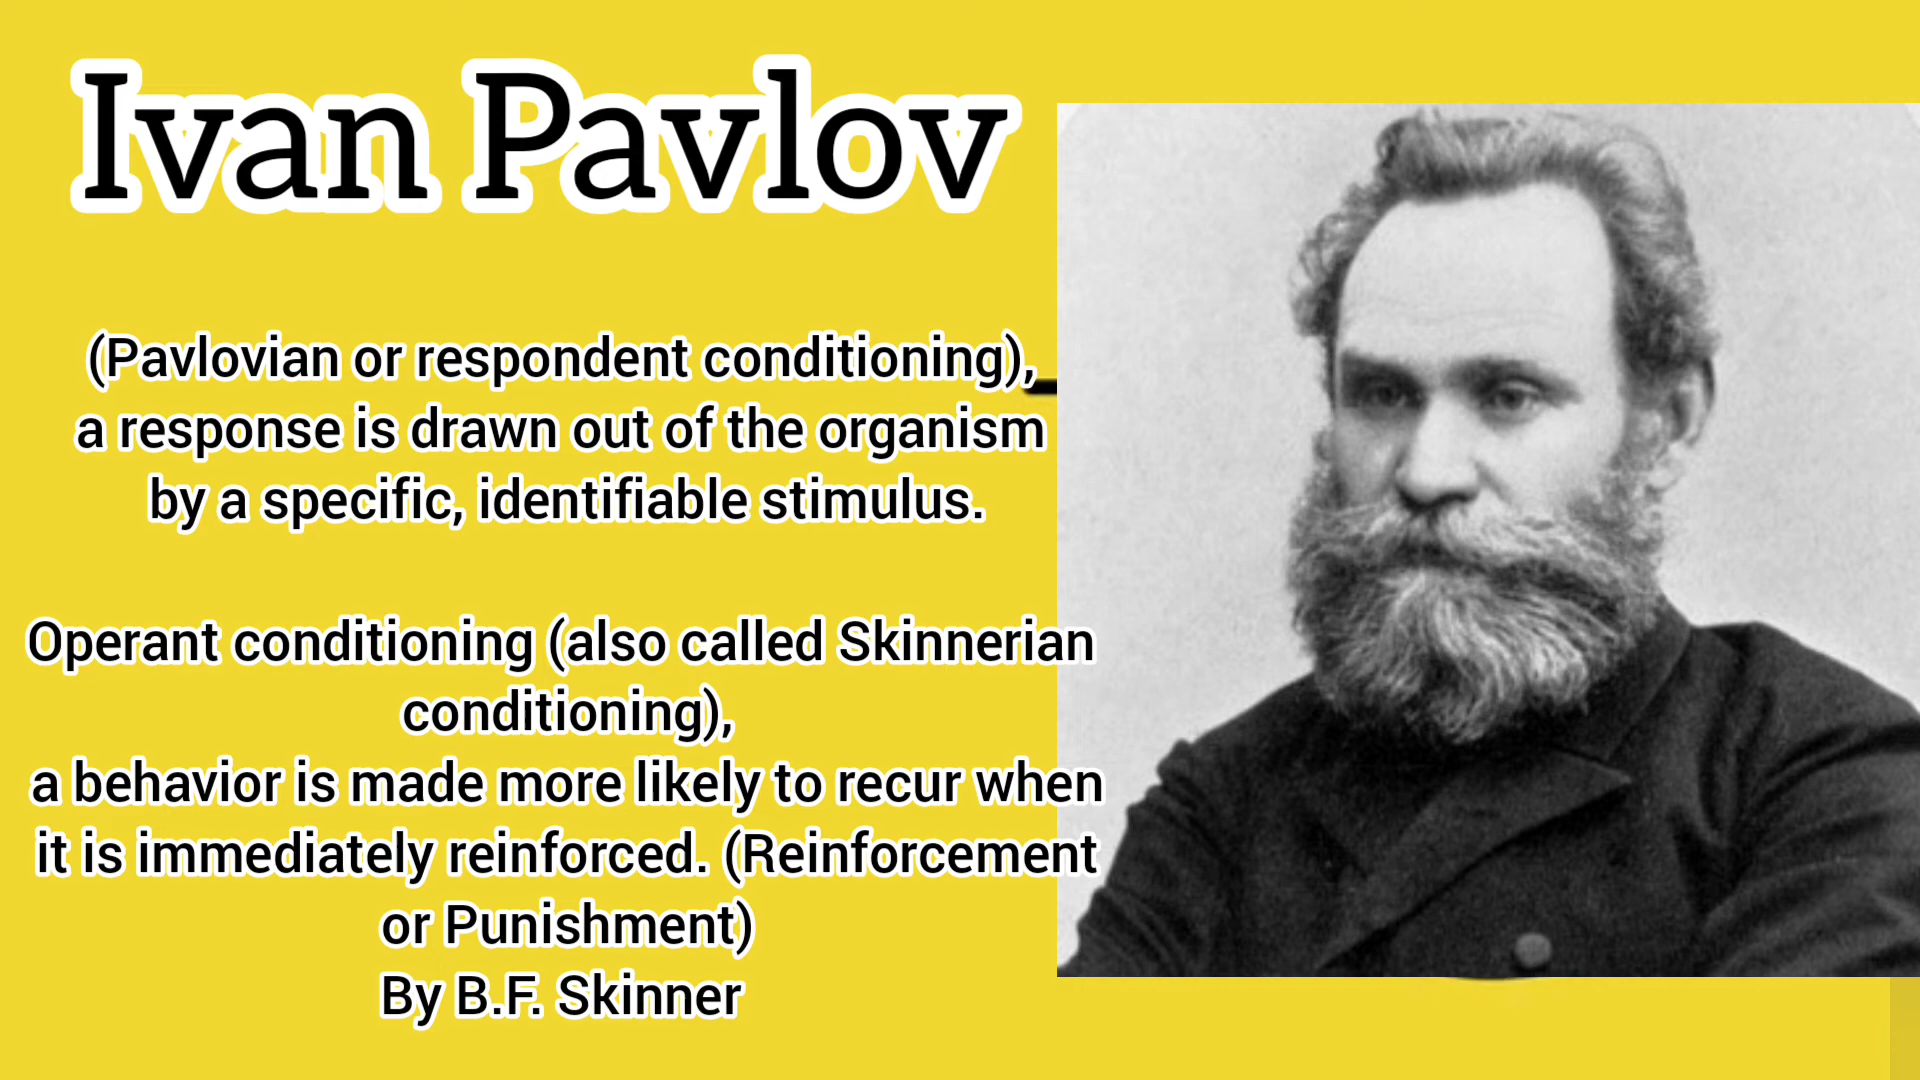 Ivan Pavlov
(Pavlovian or respondent conditioning),
a response is drawn out of the organism
by a specific, identifiable stimulus.
Operant conditioning (also called Skinnerian
conditioning),
a behavior is made more likely to recur when
it is immediately reinforced. (Reinforcement
or Punishment)
By B.F. Skinner